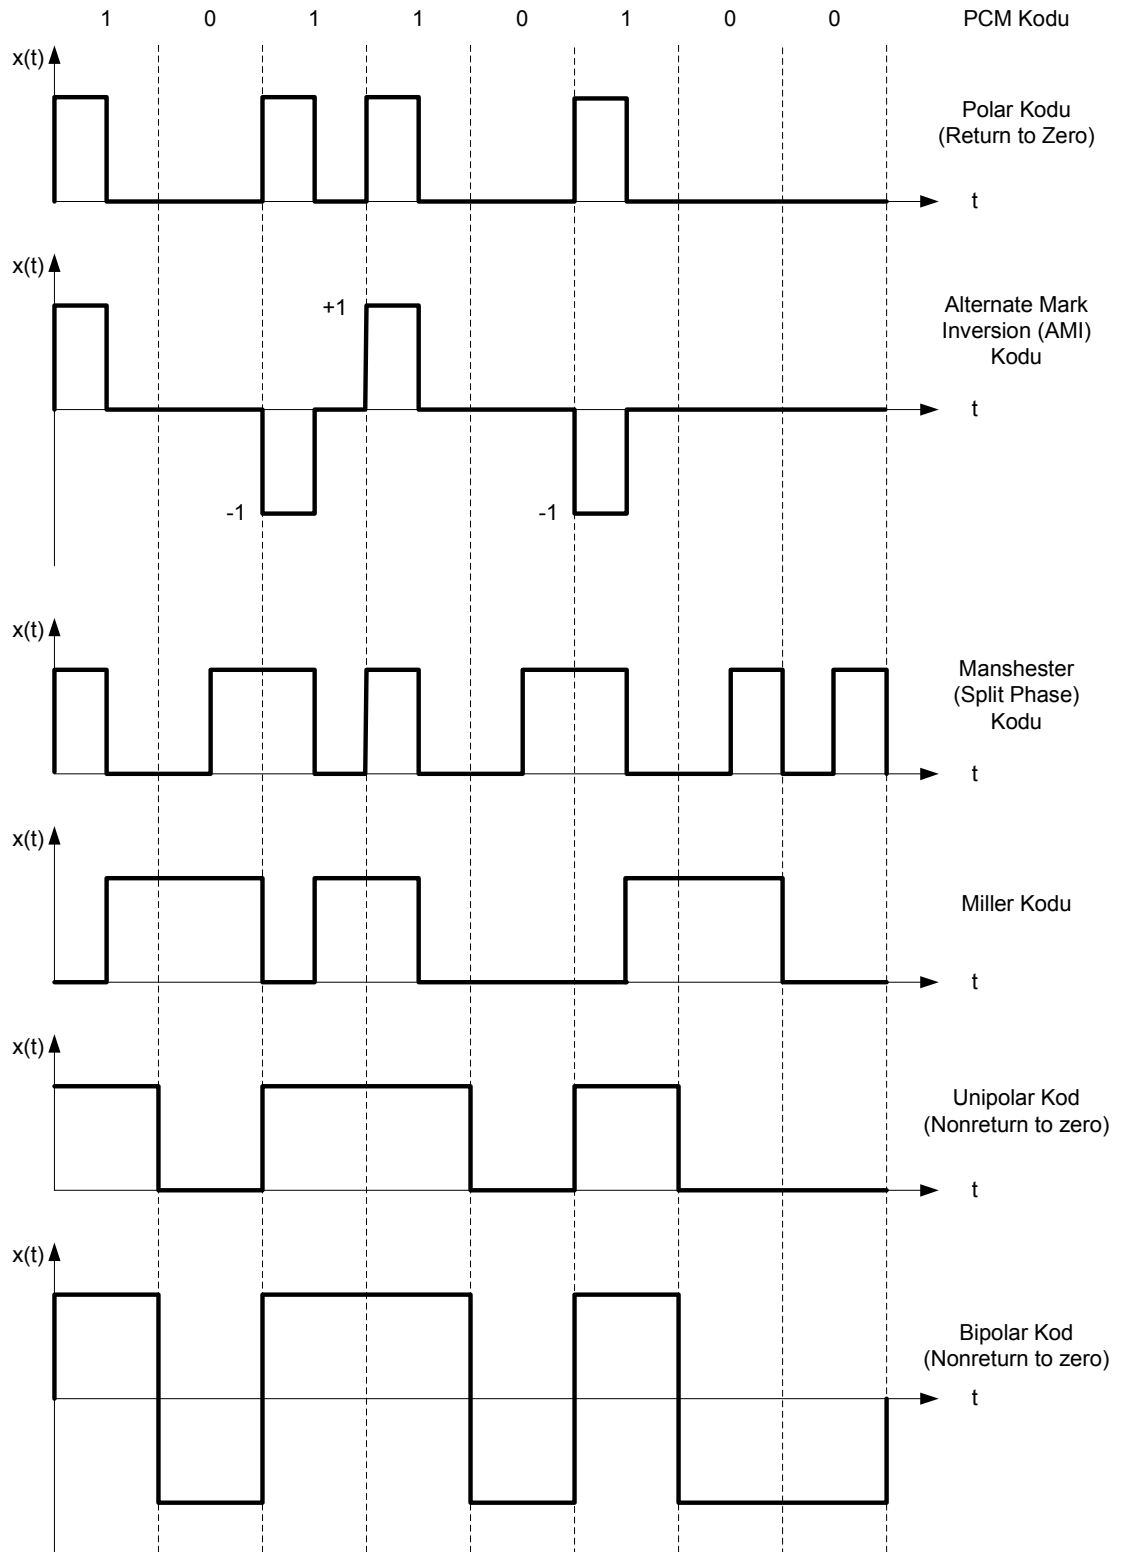 1 0 1 1 0 1 0 0 PCM Kodu
x(t)
Polar Kodu
(Return to Zero)
t
x(t)
+1
Alternate Mark
Inversion (AMI)
Kodu
t
-1 -1
x(t)
Manshester
(Split Phase)
Kodu
t
x(t)
Miller Kodu
t
x(t)
Unipolar Kod
(Nonreturn to zero)
t
x(t)
Bipolar Kod
(Nonreturn to zero)
t